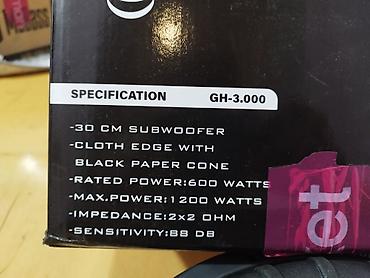 SPECIFICATION GH-3.000
-30 CM SUBWOOFER
-CLOTH EDGE WITH
BLACK PAPER CONE
-RATED POWER:600 WATTS
-MAX.POWER:1200 WATTS
-IMPEDANCE:2x2 OHM
-SENSITIVITY:88 DB
et